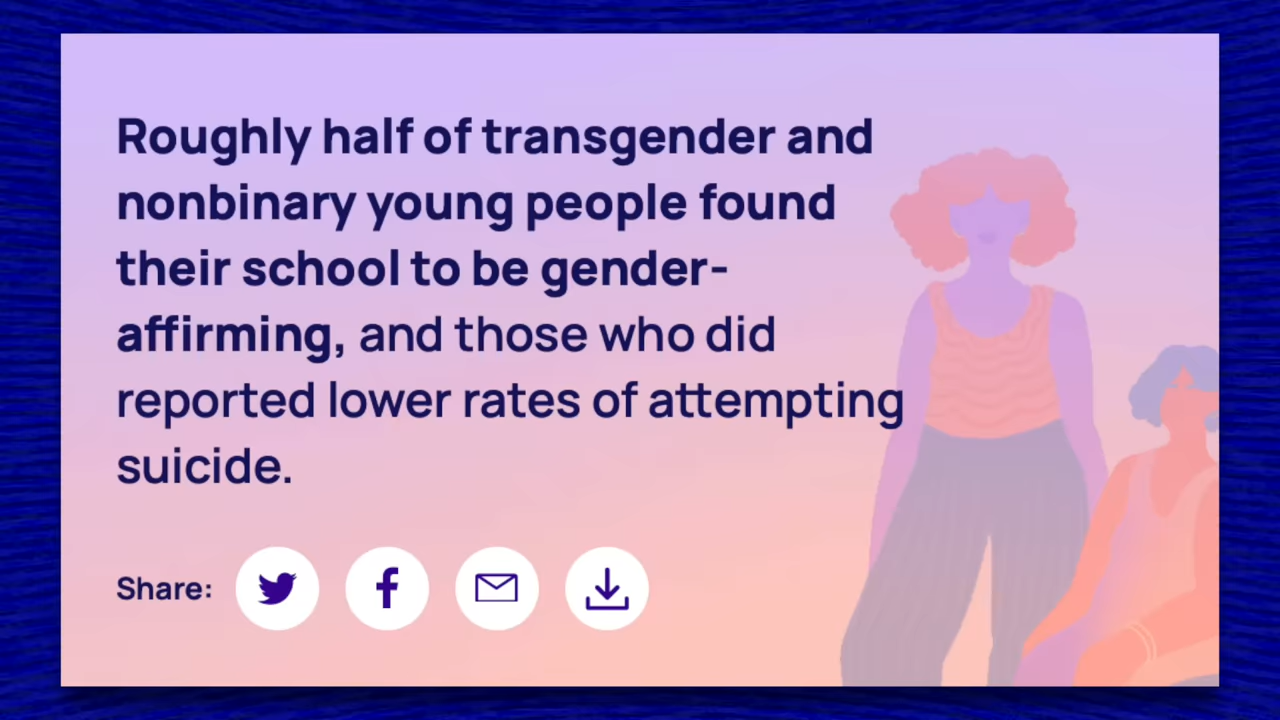 Roughly half of transgender and
nonbinary young people found
their school to be gender-
affirming, and those who did
reported lower rates of attempting
suicide.
Share: